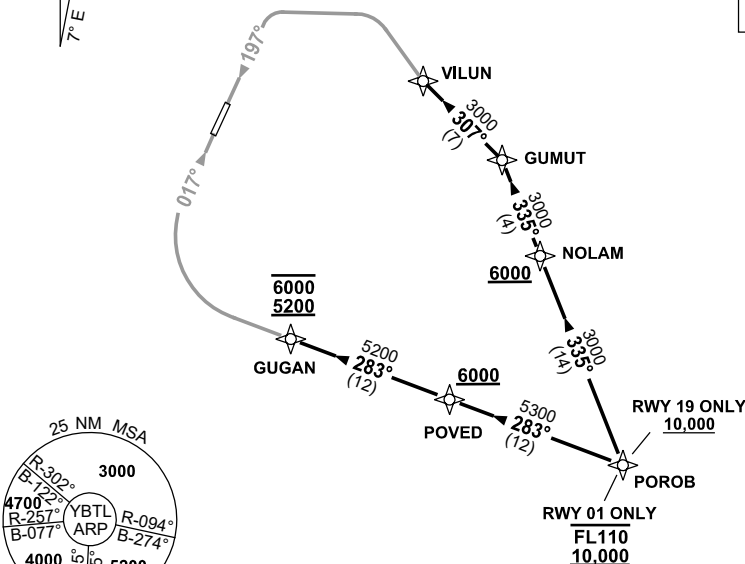 7° E
197°
VILUN
3000
307°
(7)
GUMUT
017°
3000
335°
(4)
NOLAM
6000
6000
5200
3000
335°
(14)
5200
283°
(12)
GUGAN
6000
5300
283°
(12)
POVED
RWY 19 ONLY
10,000
POROB
RWY 01 ONLY
FL110
10,000
25 NM MSA
R-302°
B-122°
3000
4700
R-257°
B-077°
YBTL
ARP
R-094°
B-274°
4000